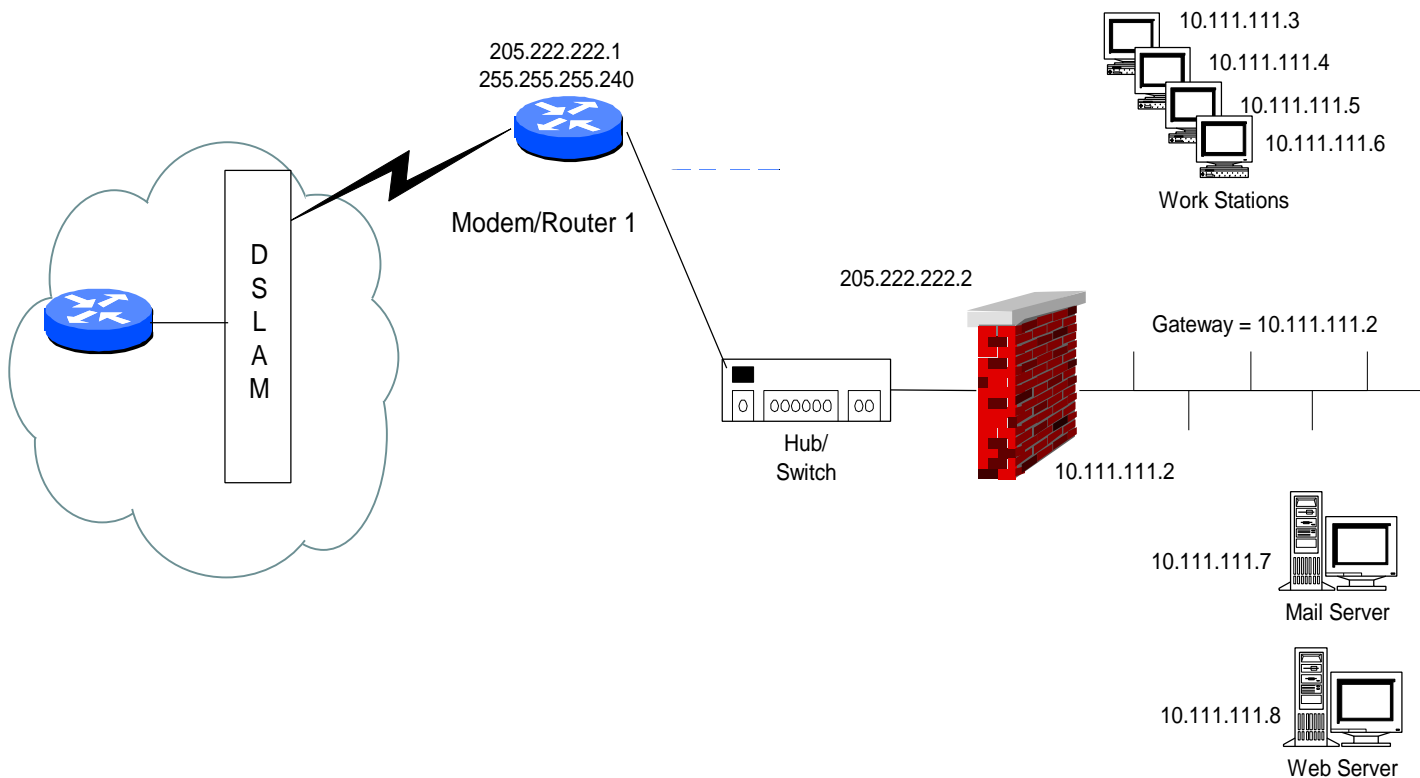 10.111.111.3
205.222.222.1
255.255.255.240
10.111.111.4
10.111.111.5
10.111.111.6
Work Stations
Modem/Router 1
D
S
L
A
M
205.222.222.2
Gateway = 10.111.111.2
Hub/
Switch
10.111.111.2
10.111.111.7
Mail Server
10.111.111.8
Web Server